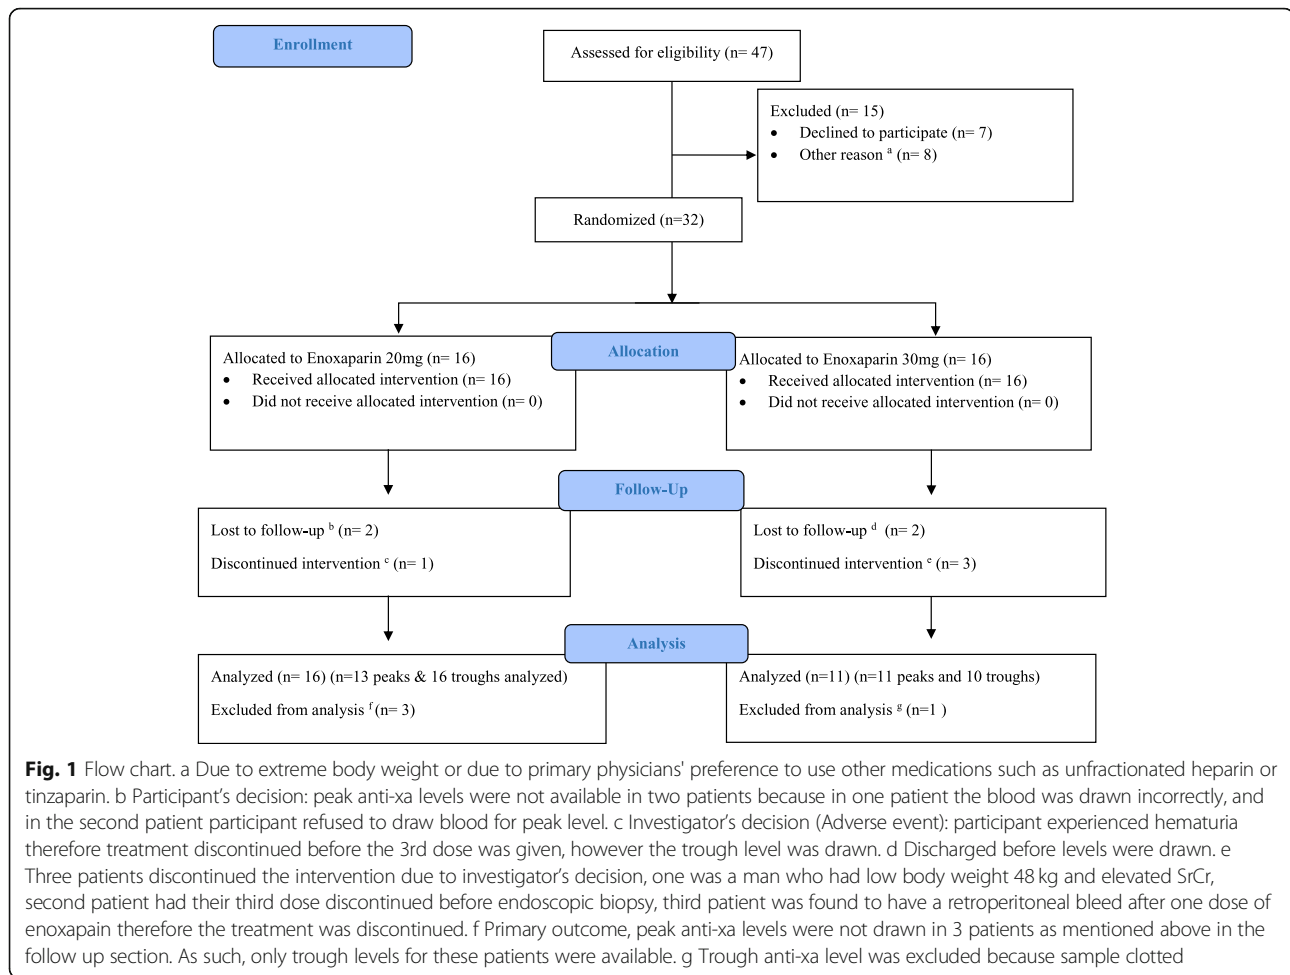 Enrollment
Assessed for eligibility (n= 47)
Excluded (n= 15)
• Declined to participate (n= 7)
• Other reason a (n= 8)
Randomized (n=32)
Allocation
Allocated to Enoxaparin 20mg (n= 16)
• Received allocated intervention (n= 16)
• Did not receive allocated intervention (n= 0)
Allocated to Enoxaparin 30mg (n= 16)
• Received allocated intervention (n= 16)
• Did not receive allocated intervention (n= 0)
Follow-Up
Lost to follow-up b (n= 2)
Discontinued intervention c (n= 1)
Lost to follow-up d (n= 2)
Discontinued intervention e (n= 3)
Analysis
Analyzed (n= 16) (n=13 peaks & 16 troughs analyzed)
Excluded from analysis f (n= 3)
Analyzed (n=11) (n=11 peaks and 10 troughs)
Excluded from analysis g (n=1 )
Fig. 1 Flow chart. a Due to extreme body weight or due to primary physicians' preference to use other medications such as unfractionated heparin or
tinzaparin. b Participant's decision: peak anti-xa levels were not available in two patients because in one patient the blood was drawn incorrectly, and
in the second patient participant refused to draw blood for peak level. c Investigator's decision (Adverse event): participant experienced hematuria
therefore treatment discontinued before the 3rd dose was given, however the trough level was drawn. d Discharged before levels were drawn. e
Three patients discontinued the intervention due to investigator's decision, one was a man who had low body weight 48 kg and elevated SrCr,
second patient had their third dose discontinued before endoscopic biopsy, third patient was found to have a retroperitoneal bleed after one dose of
enoxapain therefore the treatment was discontinued. f Primary outcome, peak anti-xa levels were not drawn in 3 patients as mentioned above in the
follow up section. As such, only trough levels for these patients were available. g Trough anti-xa level was excluded because sample clotted